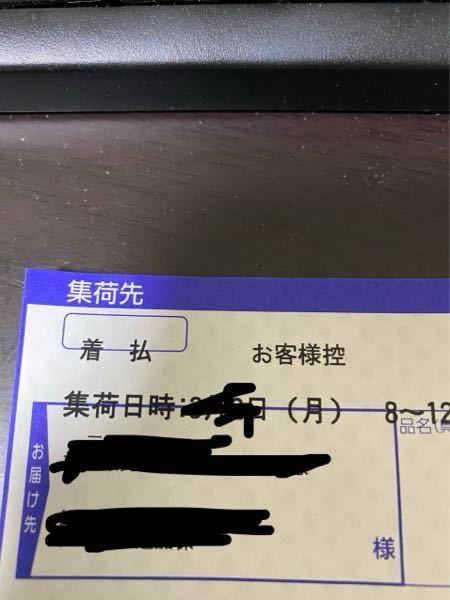 集荷先
着 払
お客様控
集荷日時: 日(月) 8~12
品名
お届け先
様